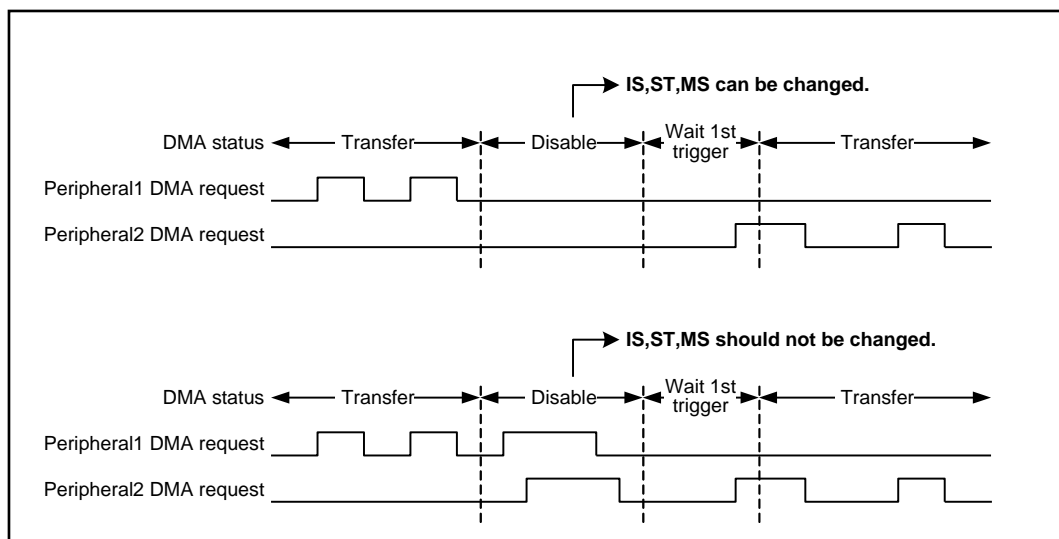 IS,ST,MS can be changed.
DMA status Transfer Disable Wait 1st trigger Transfer
Peripheral1 DMA request
Peripheral2 DMA request
IS,ST,MS should not be changed.
DMA status Transfer Disable Wait 1st trigger Transfer
Peripheral1 DMA request
Peripheral2 DMA request